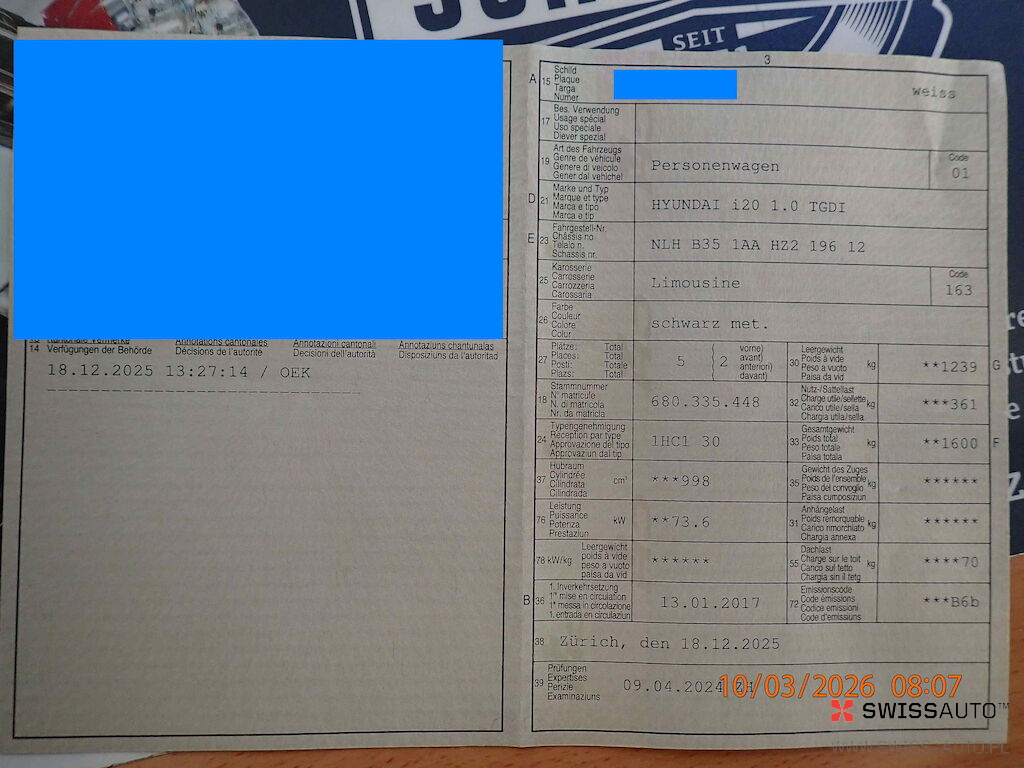 SEIT
3
A 15 Schild
Plaque
Targa
Numer
weiss
17 Bes. Verwendung
Usage spécial
Uso speciale
Diever spezial
19 Art des Fahrzeugs
Genre de véhicule
Genere di veicolo
Gener dal vehichel
Personenwagen
Code
01
D 21 Marke und Typ
Marque et type
Marca e tipo
Marca e tip
HYUNDAI i20 1.0 TGDI
E 23 Fahrgestell-Nr.
Châssis no
Telaio n.
Schassis nr.
NLH B35 1AA HZ2 196 12
25 Karosserie
Carrosserie
Carrozzeria
Carossaria
Limousine
Code
163
26 Farbe
Couleur
Colore
Colur
schwarz met.
27 Plätze: Total
Places: Total
Posti: Totale
Plazs: Total
5
2
vorne)
avant)
anteriori)
davant)
30 Leergewicht
Poids à vide
Peso a vuoto
Paisa da vid
kg
**1239 G
18 Stammnummer
N° matricule
N. di matricola
Nr. da matricla
680.335.448
32 Nutz-/Sattellast
Charge utile/sellette
Carico utile/sella
Chargia utila/sella
kg
***361
24 Typengenehmigung
Réception par type
Approvazione del tipo
Approvaziun dal tip
1HC1 30
33 Gesamtgewicht
Poids total
Peso totale
Paisa totala
kg
**1600 F
37 Hubraum
Cylindrée
Cilindrata
Cilindrada
cm³
***998
35 Gewicht des Zuges
Poids de l'ensemble
Peso del convoglio
Paisa cumposiziun
kg
******
76 Leistung
Puissance
Potenza
Prestaziun
kW
**73.6
31 Anhängelast
Poids remorquable
Carico rimorchiato
Chargia annexa
kg
******
78 kW/kg
Leergewicht
poids à vide
peso a vuoto
paisa da vid
******
55 Dachlast
Charge sur le toit
Carico sul tetto
Chargia sin il tetg
kg
****70
B 36 1. Inverkehrsetzung
1re mise en circulation
1a messa in circolazione
1. entrada en circulaziun
13.01.2017
72 Emissionscode
Code émissions
Codice emissioni
Code d'emissiuns
***B6b
38 Zürich, den 18.12.2025
39 Prüfungen
Expertises
Perizie
Examinaziuns
09.04.2024 ZH
Kantonale Vermerke
Annotations cantonales
Annotazioni cantonali
Annotaziuns chantunalas
14 Verfügungen der Behörde
Décisions de l'autorité
Decisioni dell'autorità
Disposiziuns da l'autoritad
18.12.2025 13:27:14 / OEK
10/03/2026 08:07
SWISSAUTO™
WWW.SWISS-AUTO.PL